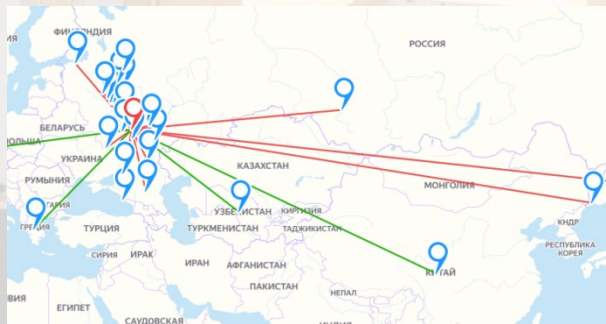 ФИНЛЯНДИЯ
РОССИЯ
БЕЛАРУСЬ
ПОЛЬША
УКРАИНА
КАЗАХСТАН
РУМЫНИЯ
МОНГОЛИЯ
ГРЕЦИЯ
ТУРЦИЯ
УЗБЕКИСТАН
КИРГИЗИЯ
КНДР
ТУРКМЕНИСТАН
ТАДЖИКИСТАН
РЕСПУБЛИКА
КОРЕЯ
СИРИЯ
ИРАК
ИРАН
АФГАНИСТАН
КИТАЙ
ПАКИСТАН
НЕПАЛ
ЕГИПЕТ
САУДОВСКАЯ